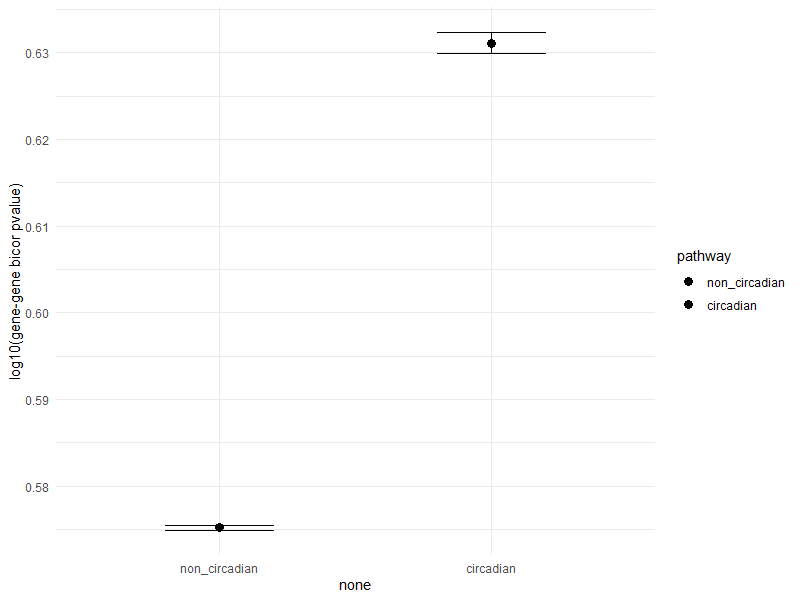 log10(gene-gene bicor pvalue)
0.63
0.62
0.61
0.60
0.59
0.58
non_circadian
circadian
none
pathway
non_circadian
circadian